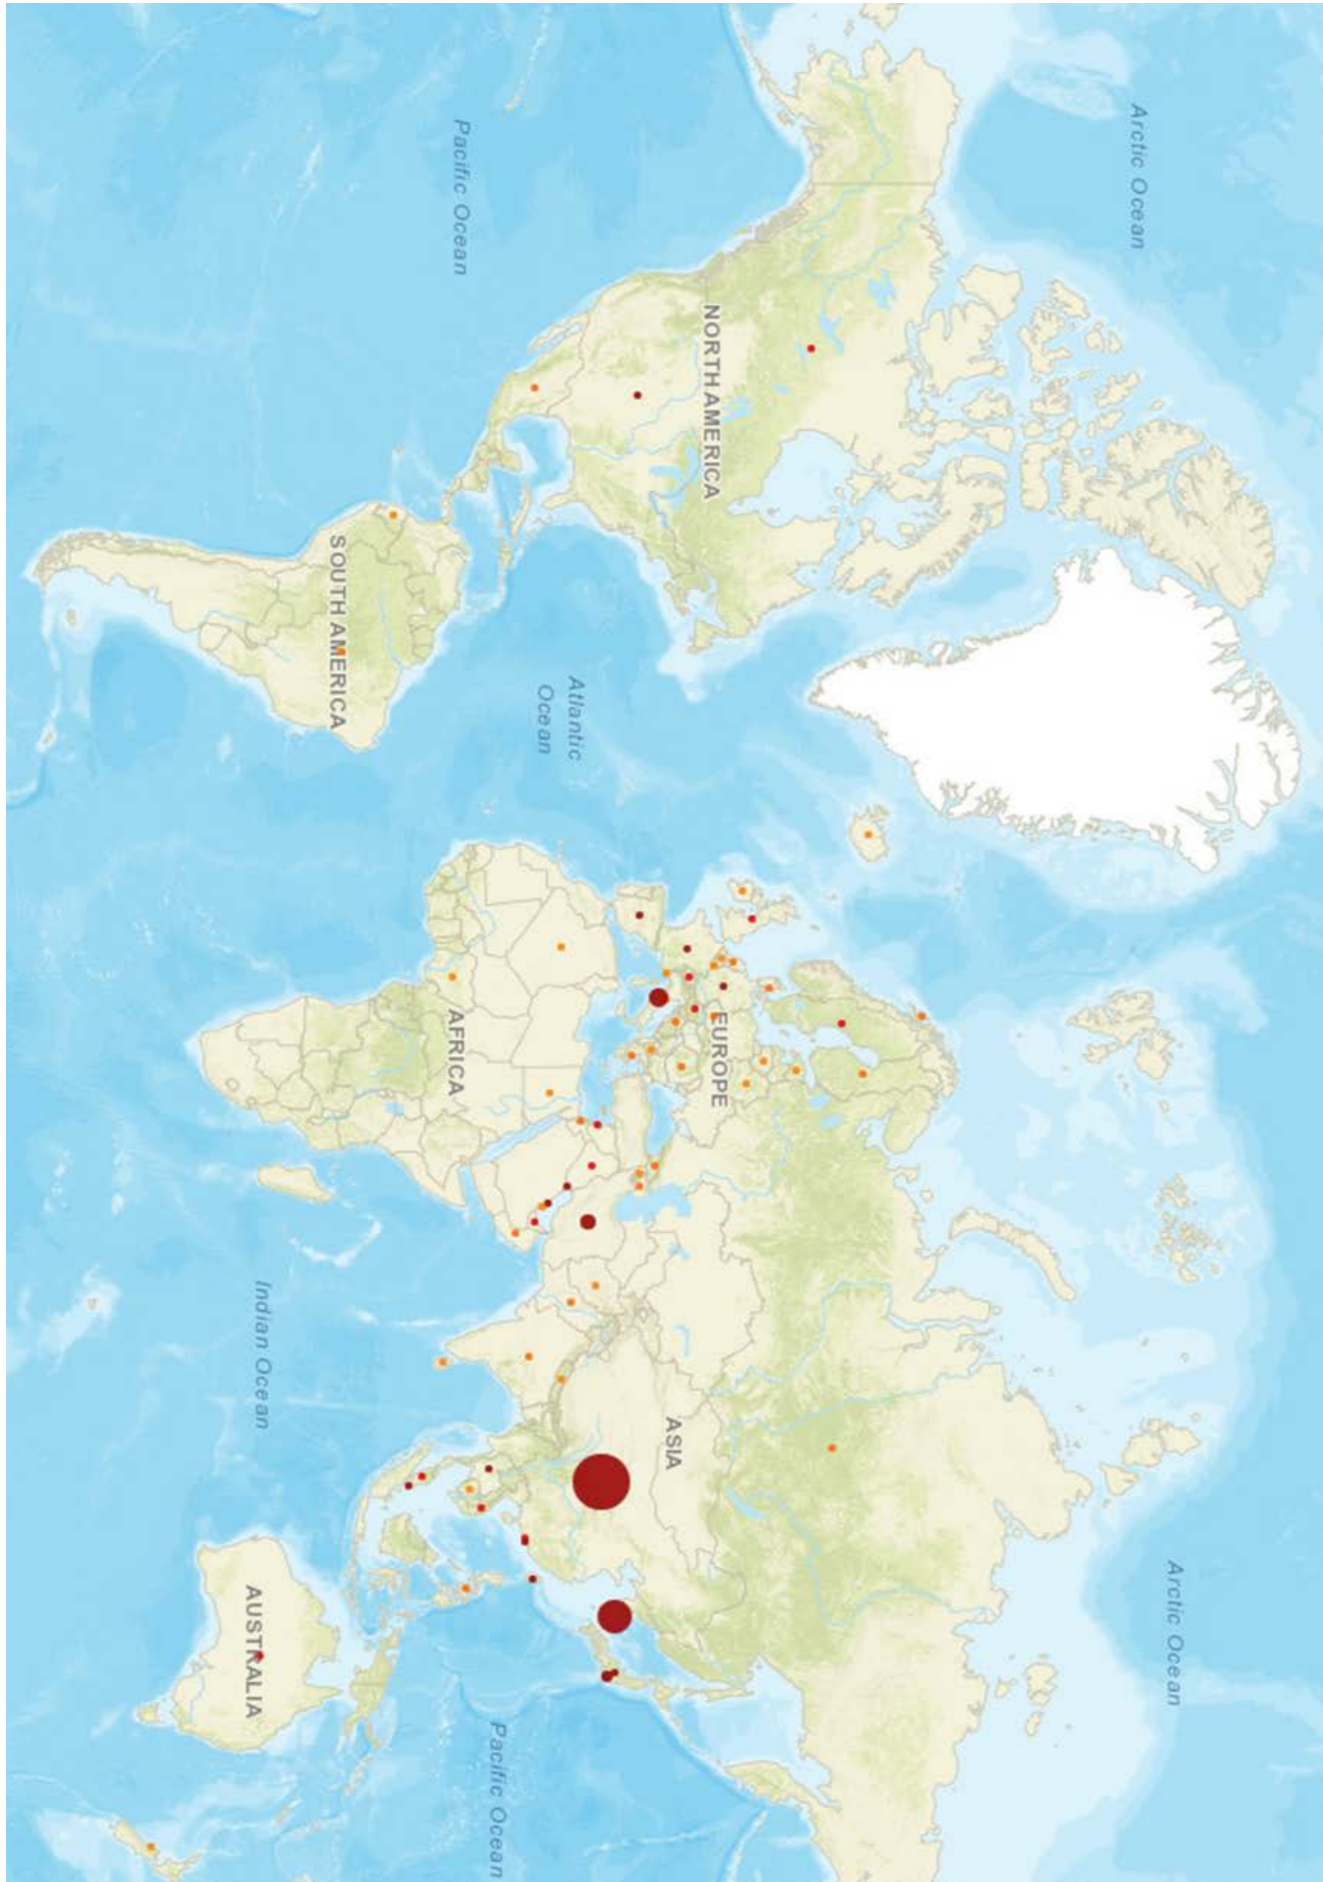 Arctic Ocean
Arctic Ocean
NORTH AMERICA
EUROPE
ASIA
Pacific Ocean
Atlantic
Ocean
AFRICA
Pacific Ocean
SOUTH AMERICA
Indian Ocean
AUSTRALIA